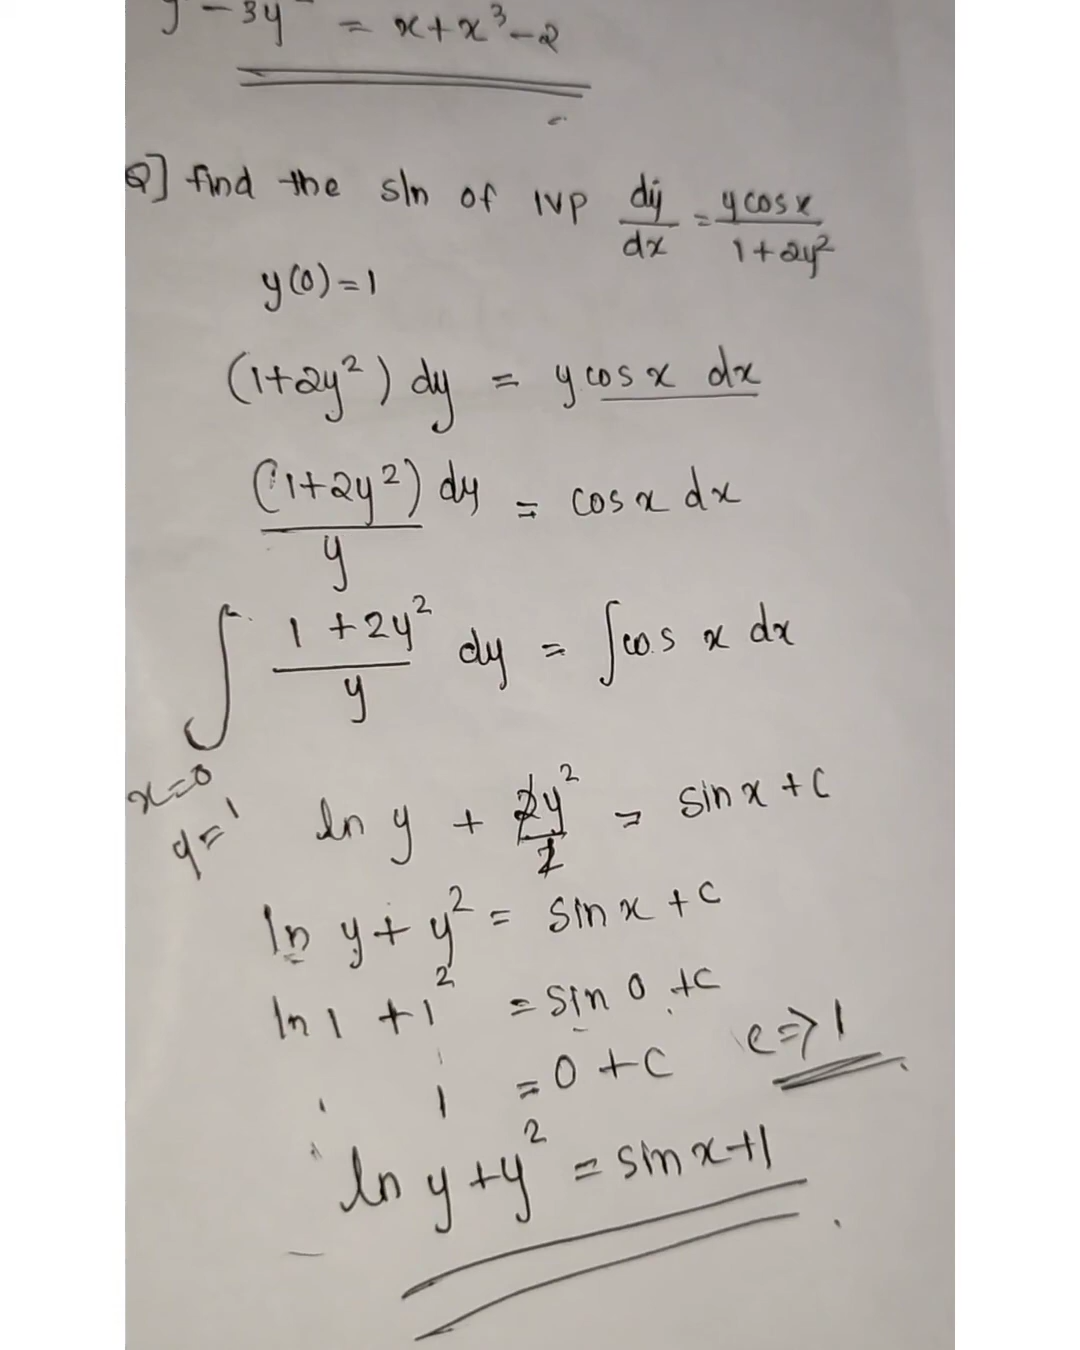 y - 3y = x+x³-2
Q] find the sln of IVP dy/dx = y cos x / 1+2y²
y(0)=1
(1+2y²) dy = y cos x dx
(1+2y²)/y dy = cos x dx
∫ 1+2y²/y dy = ∫cos x dx
x=0
y=1
ln y + 2y²/2 = sin x + c
ln y + y² = sin x + c
ln 1 + 1² = sin 0 + c
1 = 0 + c c => 1
ln y + y² = sin x+1